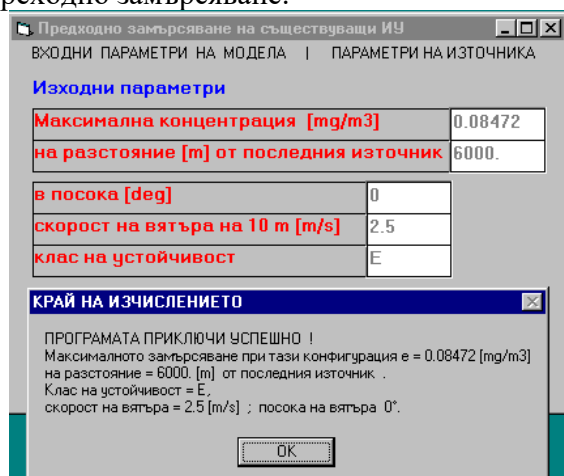 реходно замърсяване.
Предходно замърсяване на съществуващи ИУ
ВХОДНИ ПАРАМЕТРИ НА МОДЕЛА | ПАРАМЕТРИ НА ИЗТОЧНИКА
Изходни параметри
Максимална концентрация [mg/m3] 0.08472
на разстояние [m] от последния източник 6000.
в посока [deg] 0
скорост на вятъра на 10 m [m/s] 2.5
клас на устойчивост E
КРАЙ НА ИЗЧИСЛЕНИЕТО
ПРОГРАМАТА ПРИКЛЮЧИ УСПЕШНО !
Максималното замърсяване при тази конфигурация е = 0.08472 [mg/m3]
на разстояние = 6000. [m] от последния източник .
Клас на устойчивост = E,
скорост на вятъра = 2.5 [m/s] ; посока на вятъра 0°.
OK